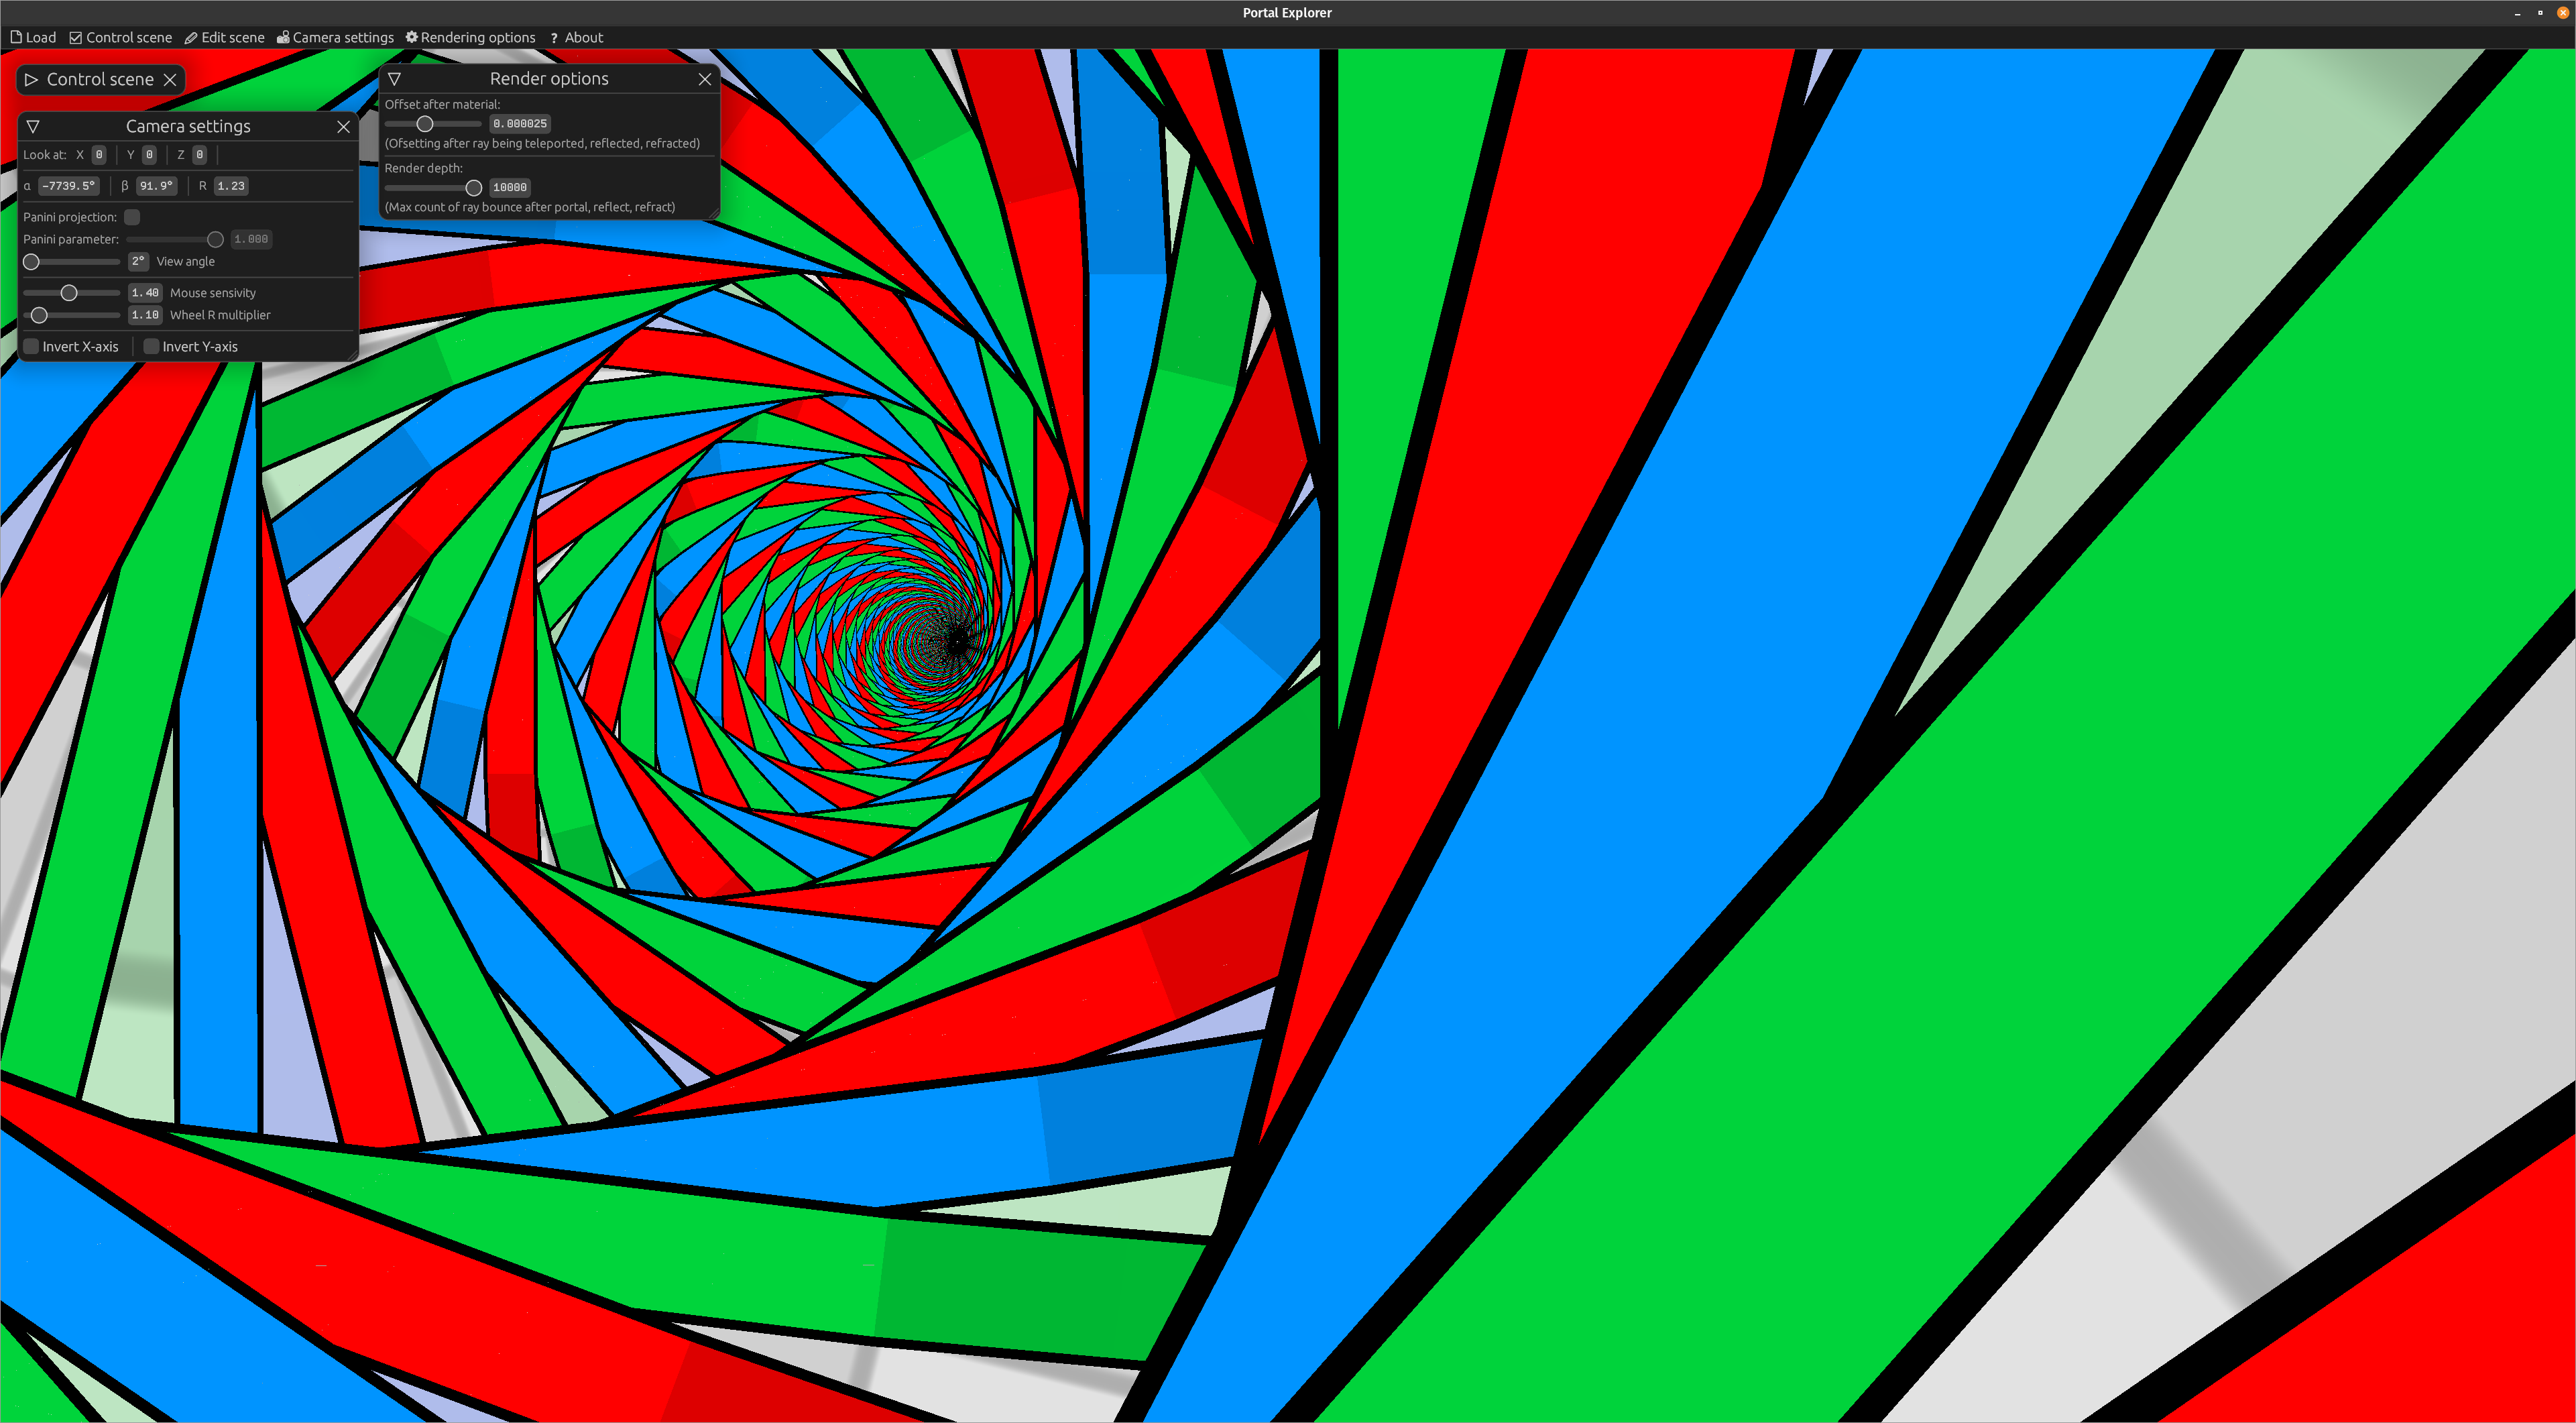 Portal Explorer
Load Control scene Edit scene Camera settings Rendering options ? About
Control scene
Camera settings
Look at: X 0 Y 0 Z 0
α -7739.5° β 91.9° R 1.23
Panini projection:
Panini parameter: 1.000
2° View angle
1.40 Mouse sensivity
1.10 Wheel R multiplier
Invert X-axis Invert Y-axis
Render options
Offset after material:
0.000025
(Ofsetting after ray being teleported, reflected, refracted)
Render depth:
10000
(Max count of ray bounce after portal, reflect, refract)